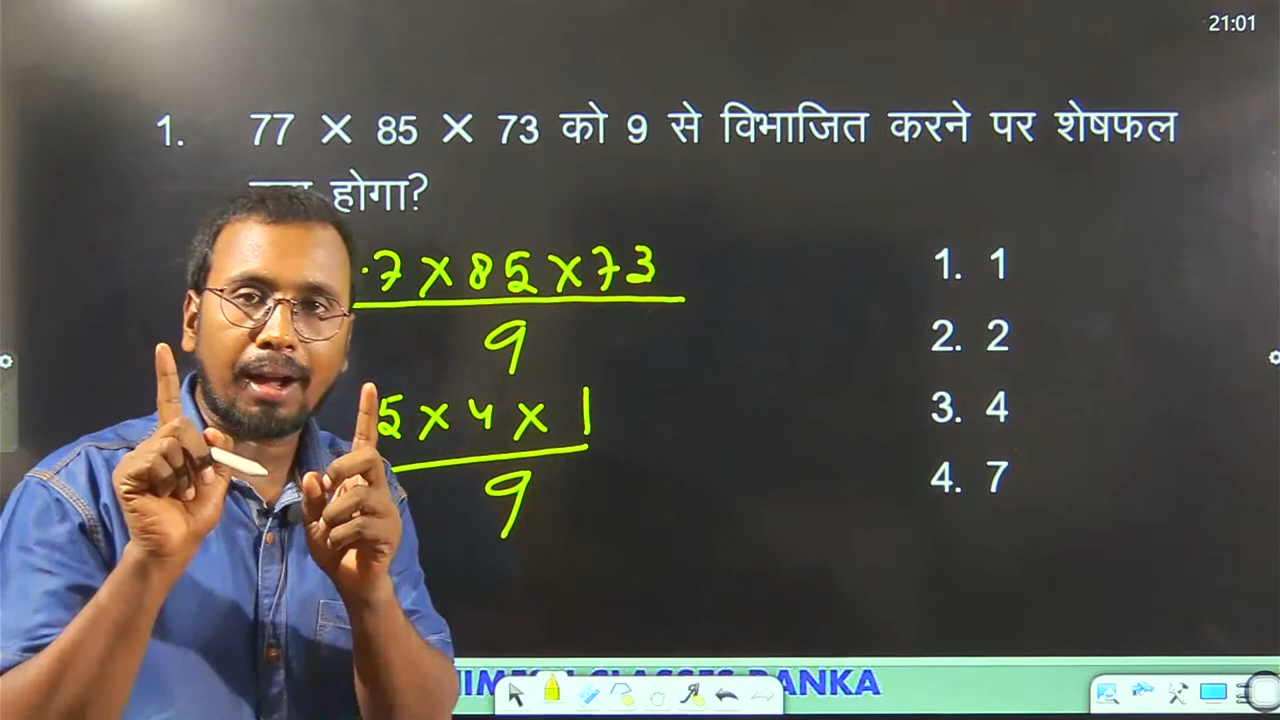 21:01
1. 77 × 85 × 73 को 9 से विभाजित करने पर शेषफल
होगा?
7 × 85 × 73
9
5 × 4 × 1
9
1. 1
2. 2
3. 4
4. 7
CLASSES